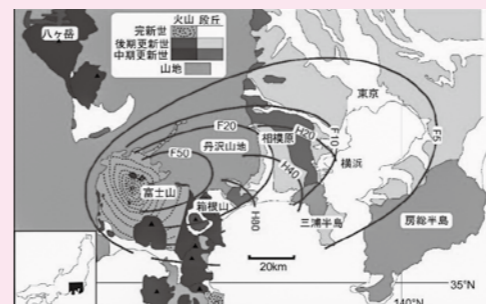 火山 段丘
完新世
後期更新世
中期更新世
山地
八ヶ岳
東京
F20
相模原
H20
F10
F5
F50
丹沢山地
H40
横浜
富士山
箱根山
H80
三浦半島
房総半島
20km
35°N
140°N